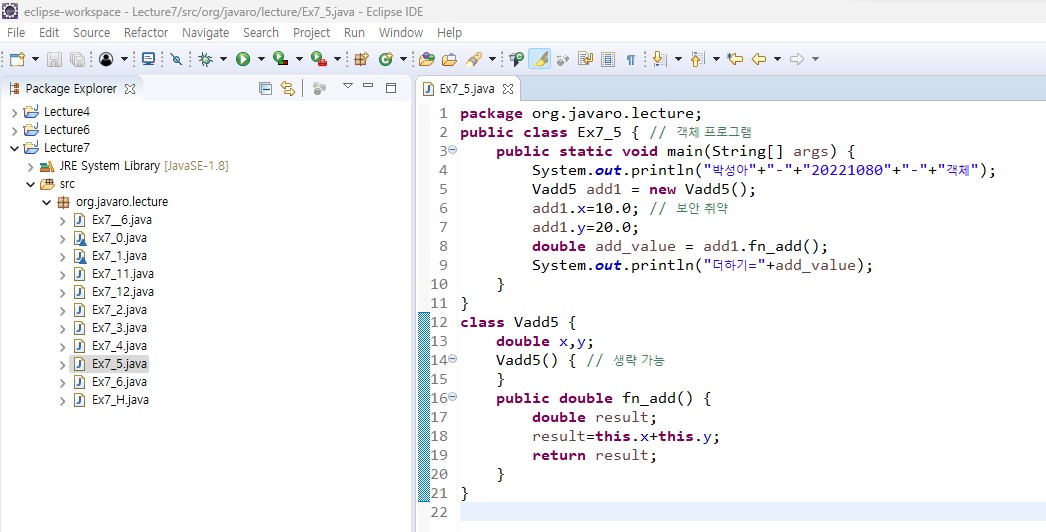 eclipse-workspace - Lecture7/src/org/javaro/lecture/Ex7_5.java - Eclipse IDE
File Edit Source Refactor Navigate Search Project Run Window Help
Package Explorer
Lecture4
Lecture6
Lecture7
JRE System Library [JavaSE-1.8]
src
org.javaro.lecture
Ex7__6.java
Ex7_0.java
Ex7_1.java
Ex7_11.java
Ex7_12.java
Ex7_2.java
Ex7_3.java
Ex7_4.java
Ex7_5.java
Ex7_6.java
Ex7_H.java
Ex7_5.java
1 package org.javaro.lecture;
2 public class Ex7_5 { // 객체 프로그램
3 public static void main(String[] args) {
4 System.out.println("박성아"+"-"+"20221080"+"-"+"객체");
5 Vadd5 add1 = new Vadd5();
6 add1.x=10.0; // 보안 취약
7 add1.y=20.0;
8 double add_value = add1.fn_add();
9 System.out.println("더하기="+add_value);
10 }
11 }
12 class Vadd5 {
13 double x,y;
14 Vadd5() { // 생략 가능
15 }
16 public double fn_add() {
17 double result;
18 result=this.x+this.y;
19 return result;
20 }
21 }
22